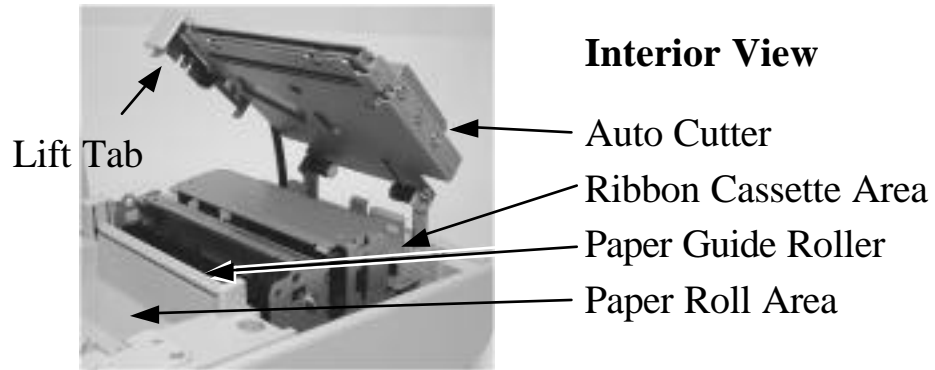 Interior View
Lift Tab
Auto Cutter
Ribbon Cassette Area
Paper Guide Roller
Paper Roll Area